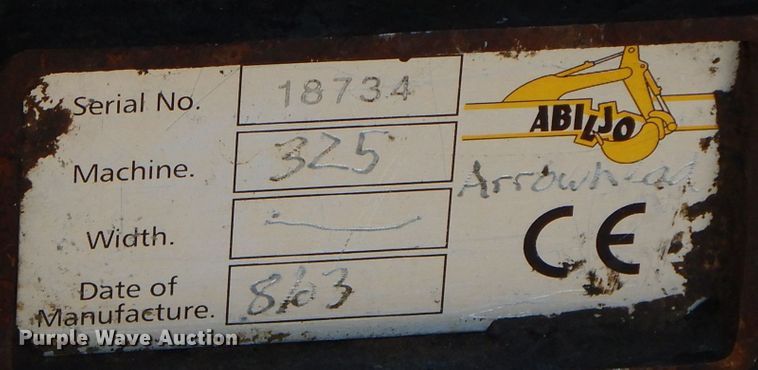 Serial No. 18734
ABILJO
Machine. 325
Arrowhead
Width.
CE
Date of
Manufacture. 8/03
Purple Wave Auction